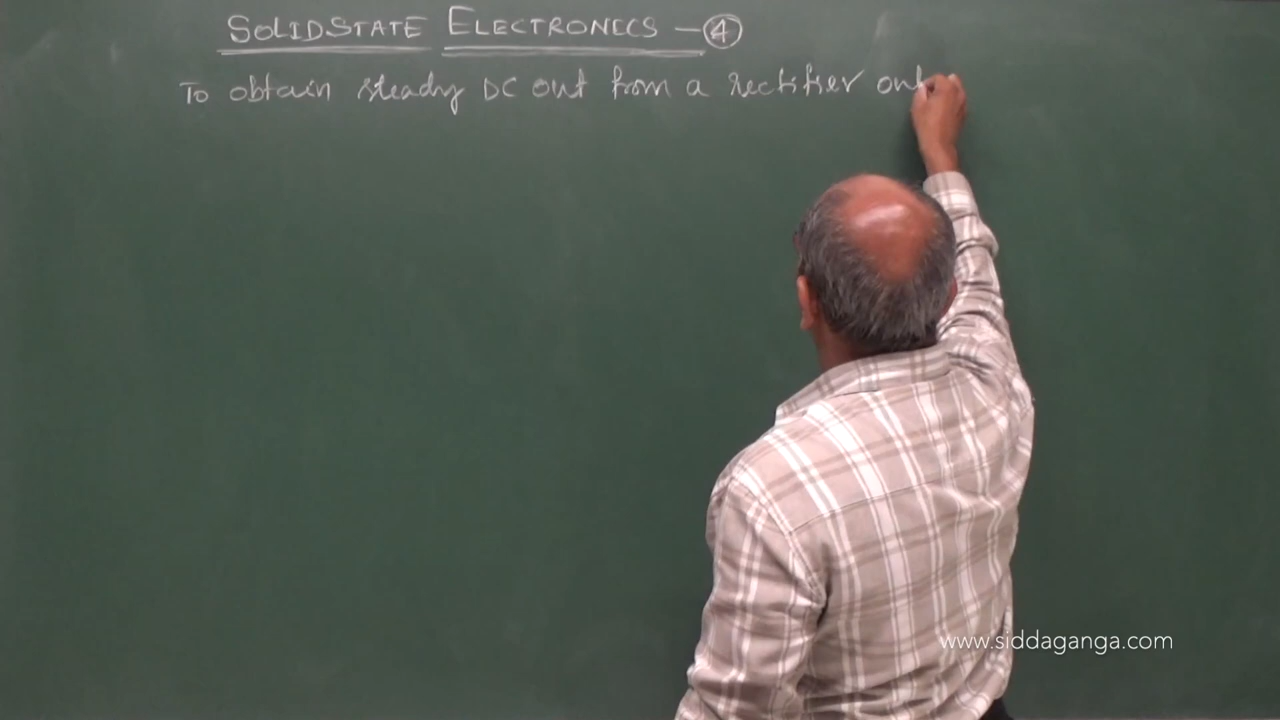 SOLIDSTATE ELECTRONICS - 4
To obtain steady DC out from a rectifier out
www.siddaganga.com